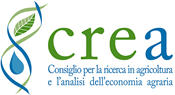 crea
Consiglio per la ricerca in agricoltura
e l'analisi dell'economia agraria